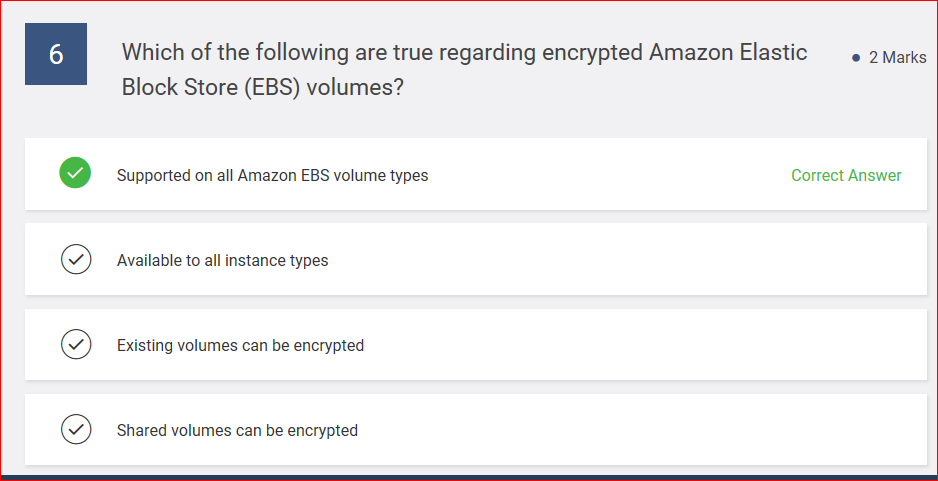 6
Which of the following are true regarding encrypted Amazon Elastic
Block Store (EBS) volumes?
2 Marks
Supported on all Amazon EBS volume types
Correct Answer
Available to all instance types
Existing volumes can be encrypted
Shared volumes can be encrypted